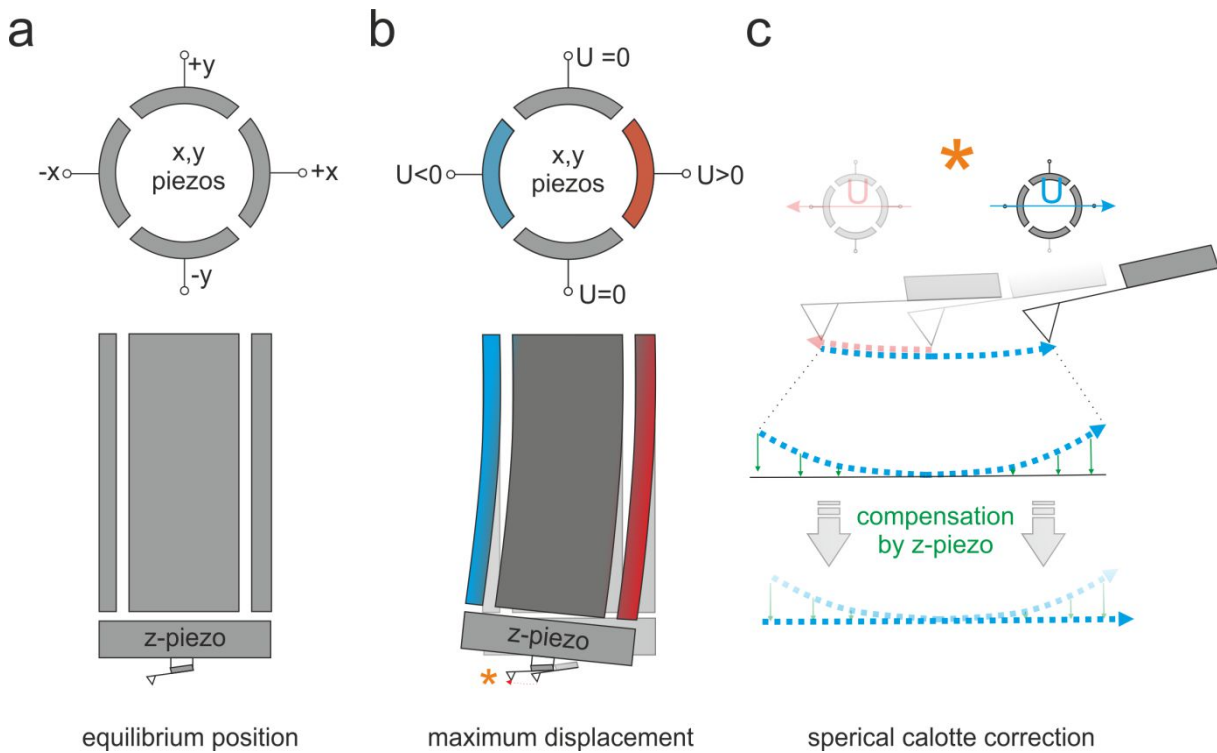 a
+y
-x
x,y
piezos
+x
-y
z-piezo
equilibrium position
b
U =0
U<0
x,y
piezos
U>0
U=0
z-piezo
*
maximum displacement
c
*
U
U
compensation
by z-piezo
sperical calotte correction